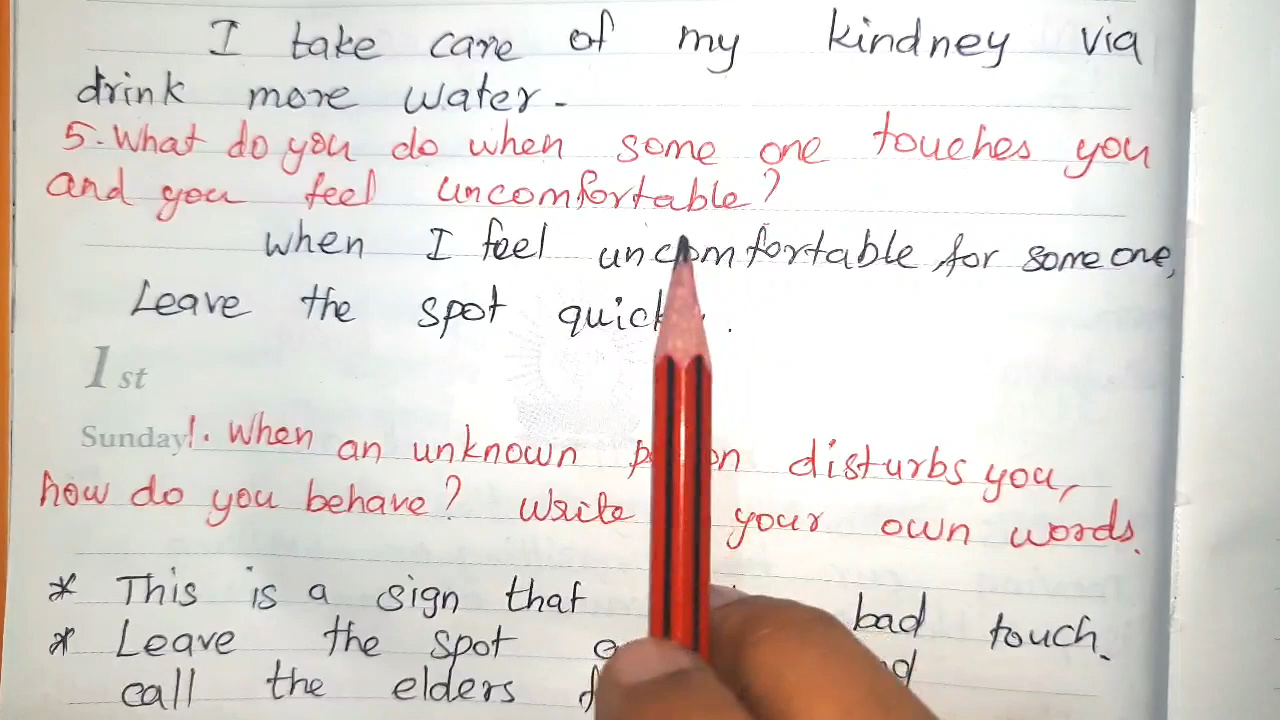 I take care of my kindney via
drink more water.
5. What do you do when some one touches you
and you feel uncomfortable?
When I feel uncomfortable for some one,
Leave the spot
1st
Sunday 1. When an unknown disturbs you,
how do you behave? Write your own words.
* This is a sign that bad touch.
* Leave the spot
call the elders